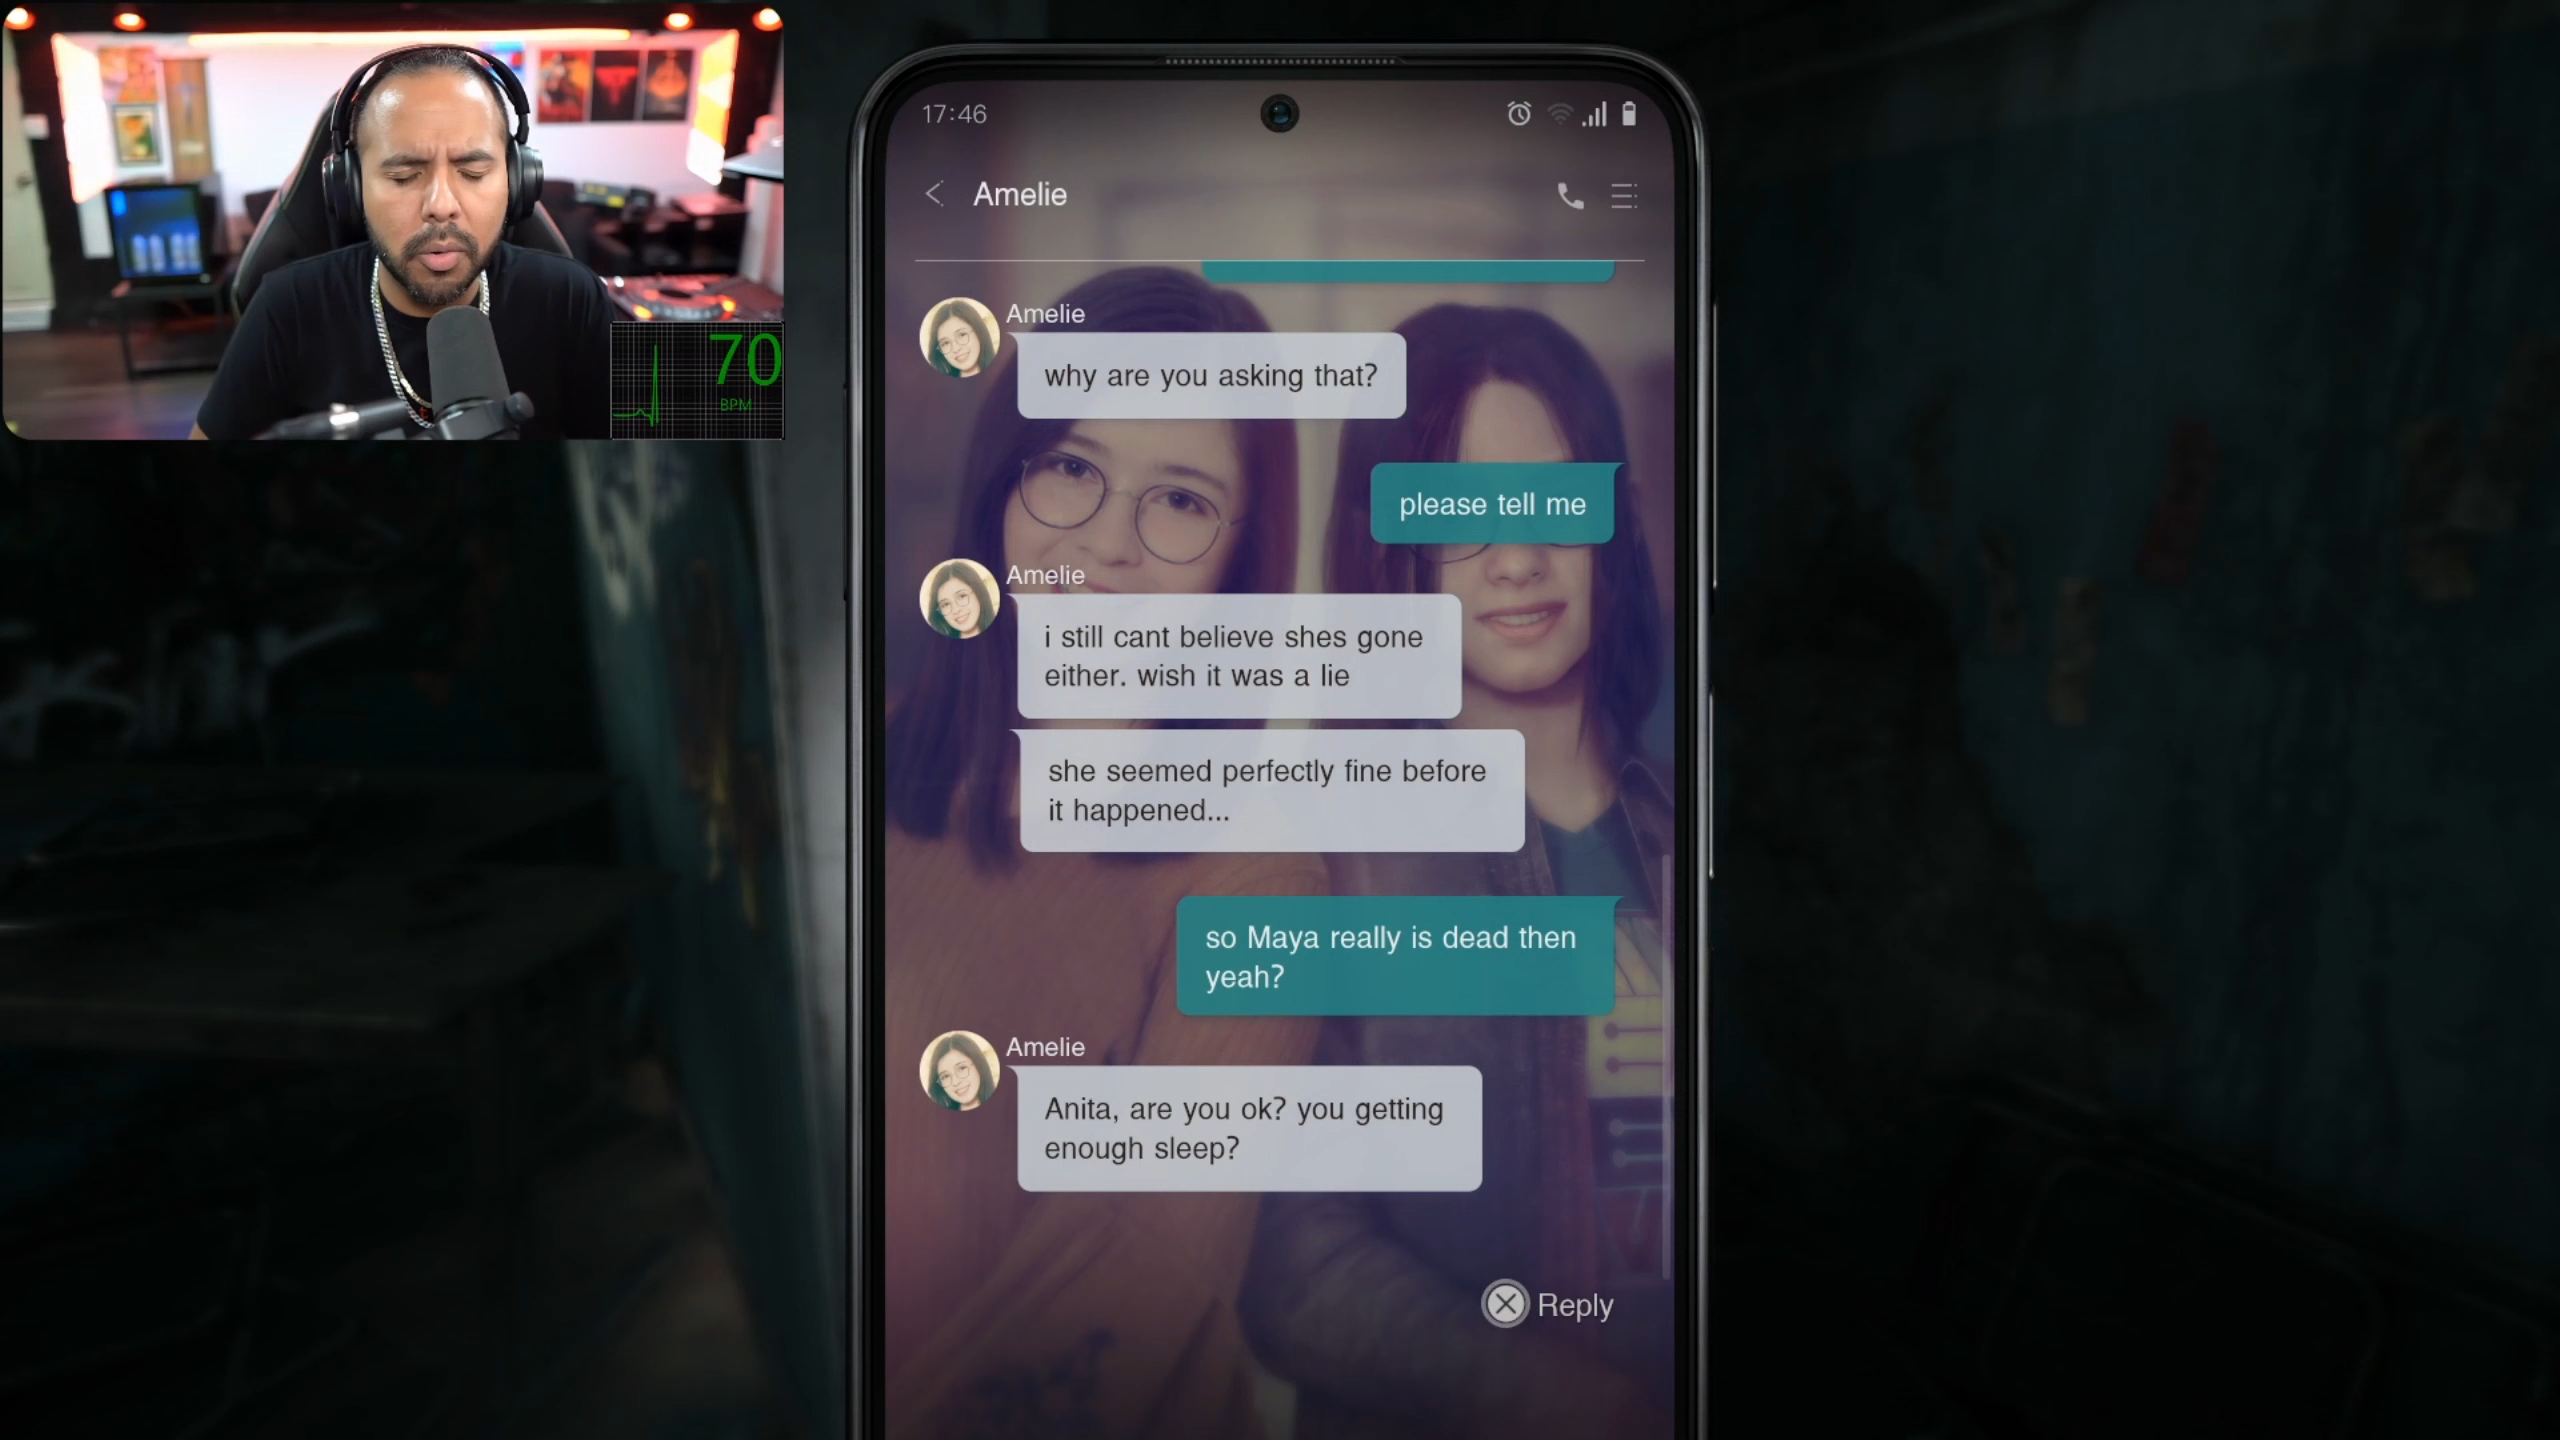 17:46
Amelie
Amelie
why are you asking that?
please tell me
Amelie
i still cant believe shes gone
either. wish it was a lie
she seemed perfectly fine before
it happened...
so Maya really is dead then
yeah?
Amelie
Anita, are you ok? you getting
enough sleep?
Reply
70
BPM